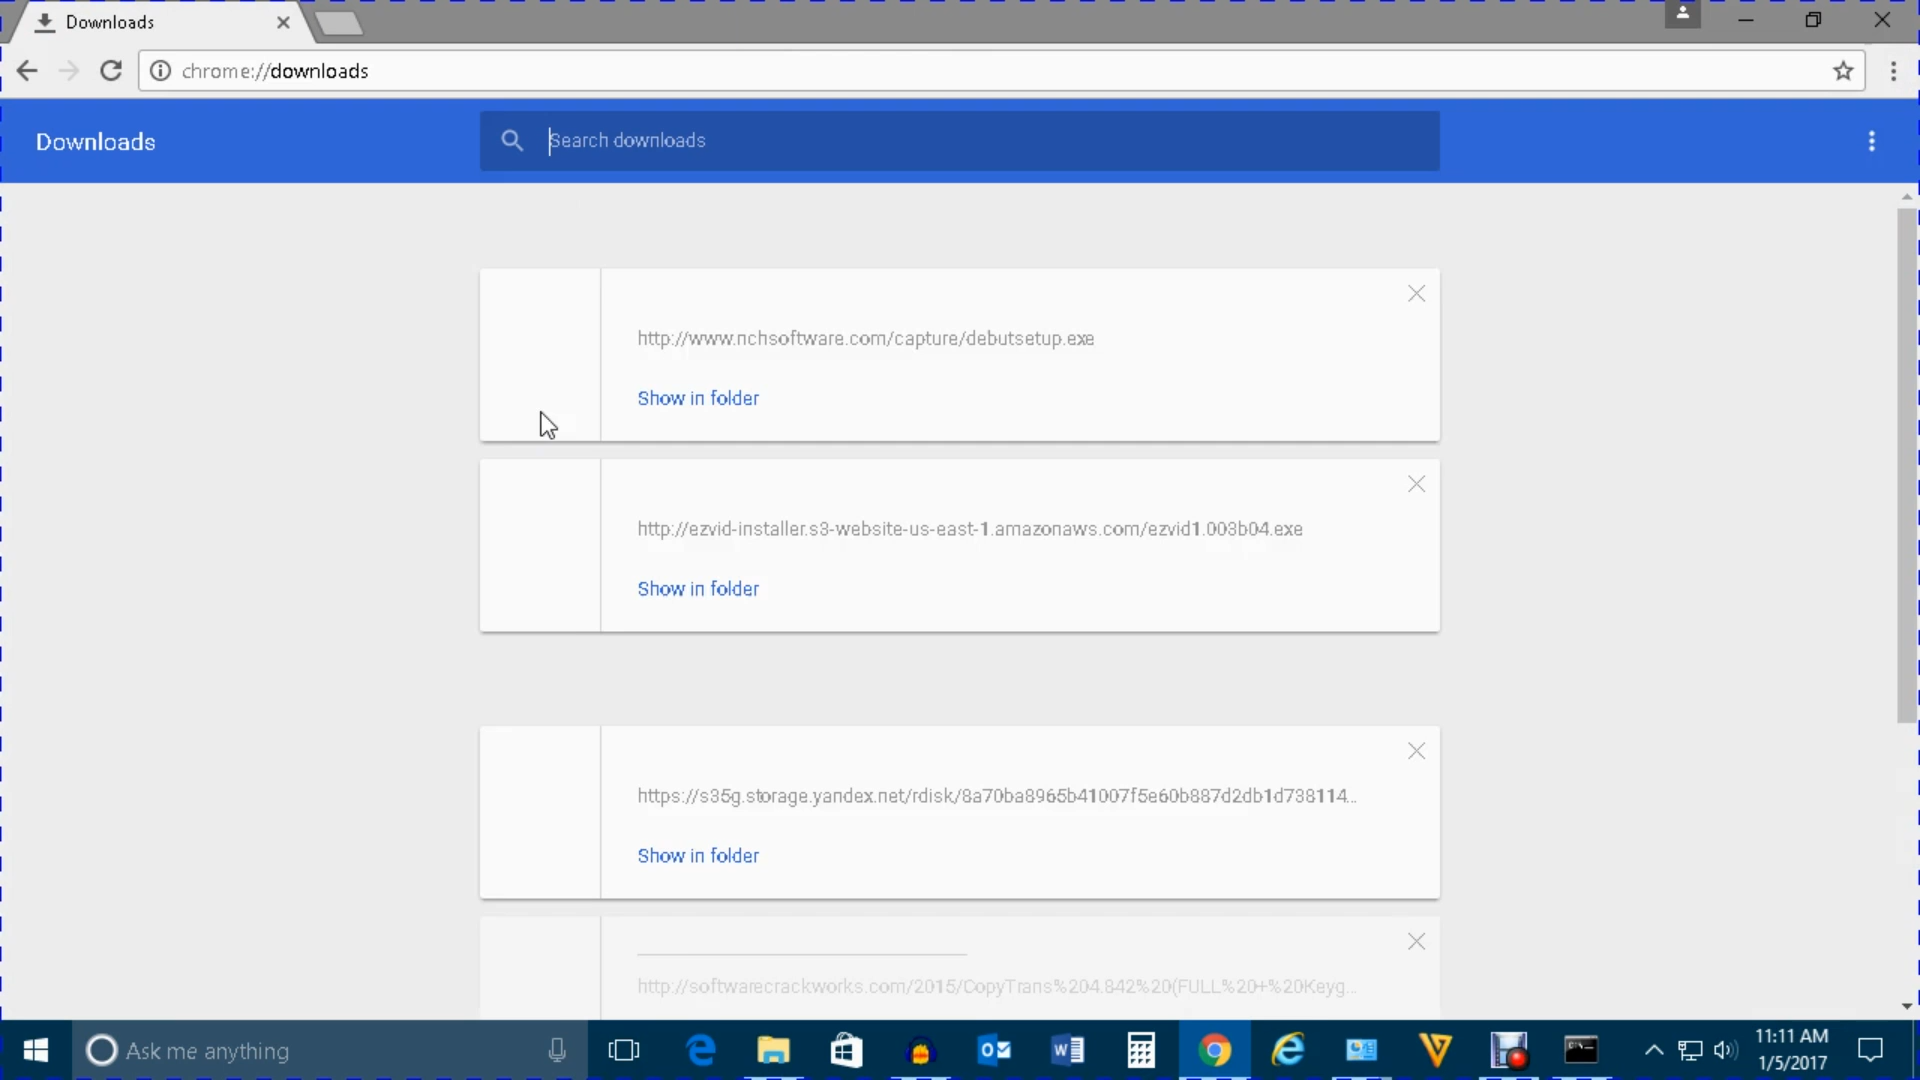 Downloads
chrome://downloads
Downloads
Search downloads
http://www.nchsoftware.com/capture/debutsetup.exe
Show in folder
http://ezvid-installer.s3-website-us-east-1.amazonaws.com/ezvid1.003b04.exe
Show in folder
https://s35g.storage.yandex.net/rdisk/8a70ba8965b41007f5e60b887d2db1d738114...
Show in folder
http://softwarecrackworks.com/2015/CopyTrans%204.842%20(FULL%20+%20Keyg...
Ask me anything
11:11 AM
1/5/2017